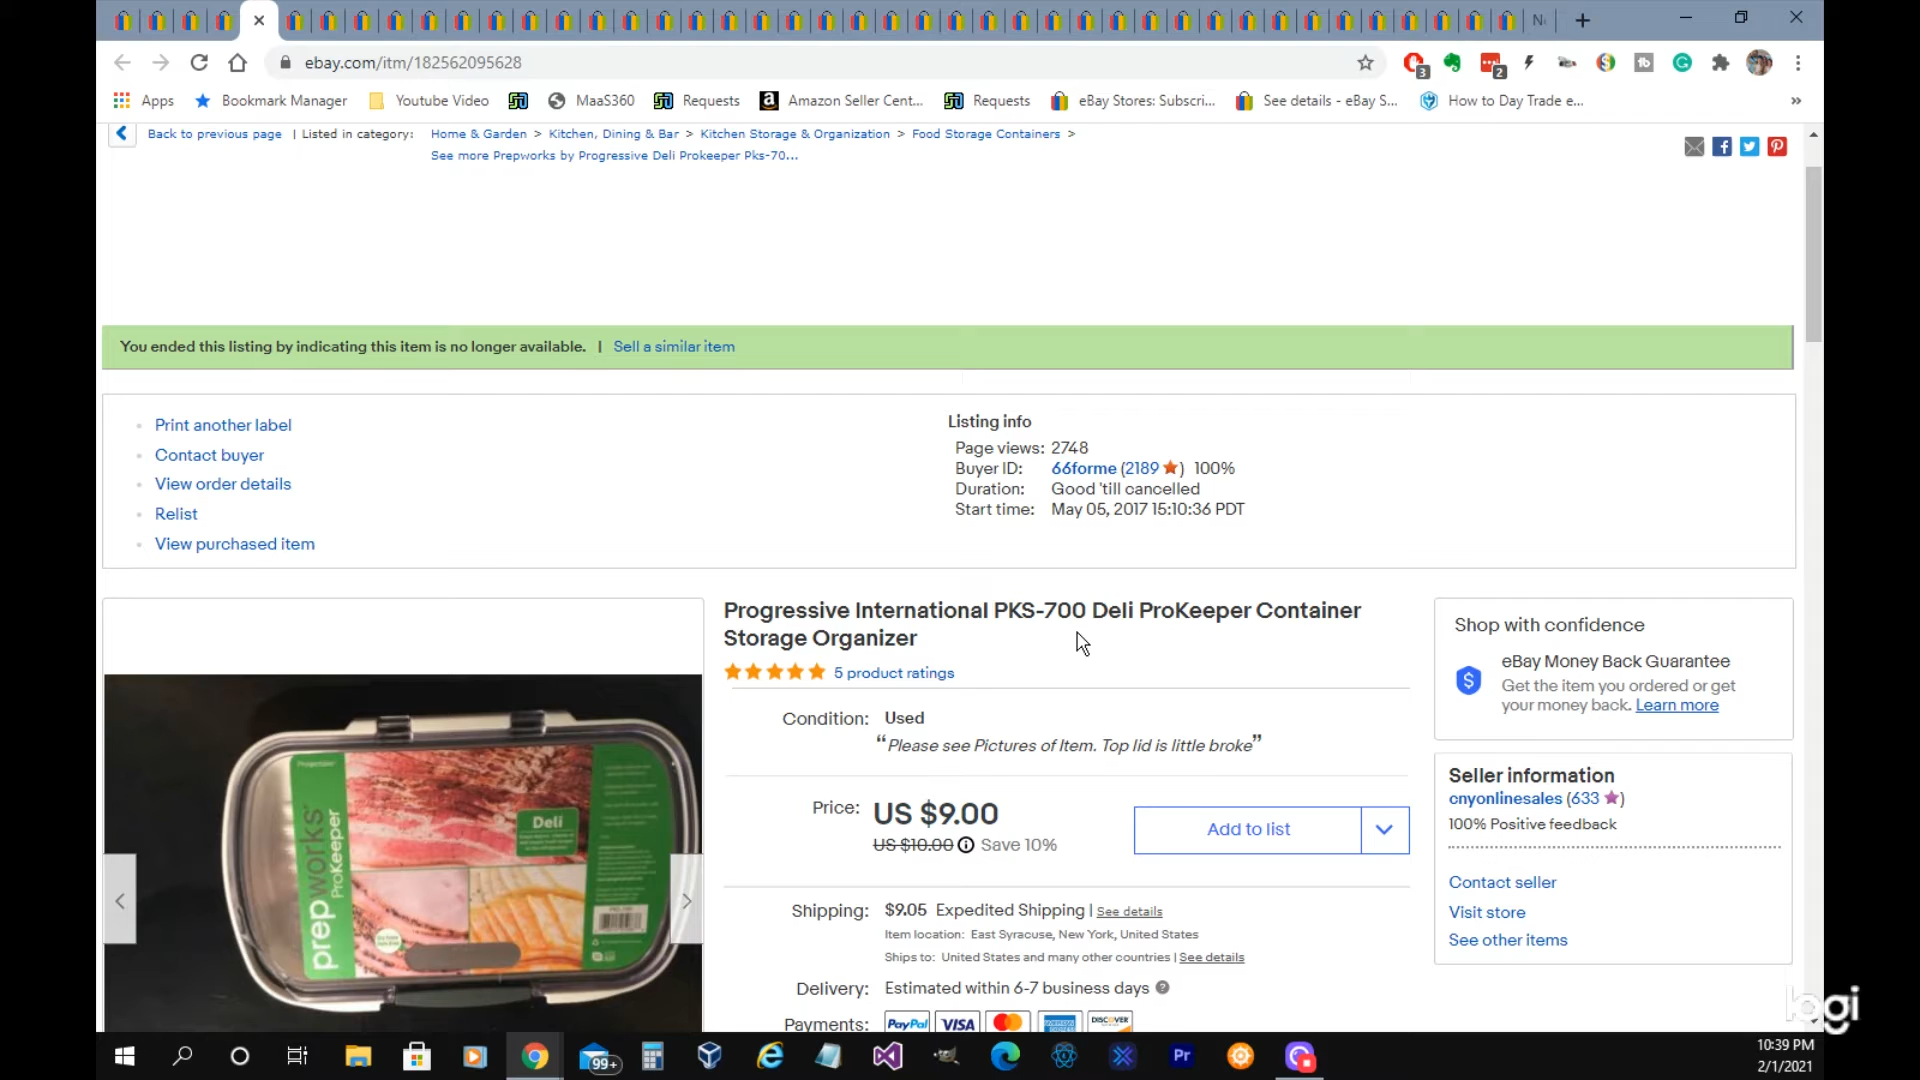 N
ebay.com/itm/182562095628
3
2
Apps
Bookmark Manager
Youtube Video
MaaS360
Requests
Amazon Seller Cent...
Requests
eBay Stores: Subscri...
See details - eBay S...
How to Day Trade e...
»
Back to previous page | Listed in category:
Home & Garden > Kitchen, Dining & Bar > Kitchen Storage & Organization > Food Storage Containers >
See more Prepworks by Progressive Deli Prokeeper Pks-70...
You ended this listing by indicating this item is no longer available. | Sell a similar item
Print another label
Contact buyer
View order details
Relist
View purchased item
Listing info
Page views: 2748
Buyer ID: 66forme (2189 ) 100%
Duration: Good 'till cancelled
Start time: May 05, 2017 15:10:36 PDT
Progressive International PKS-700 Deli ProKeeper Container
Storage Organizer
5 product ratings
Condition: Used
“Please see Pictures of Item. Top lid is little broke”
Price: US $9.00
US $10.00 Save 10%
Add to list
Shipping: $9.05 Expedited Shipping | See details
Item location: East Syracuse, New York, United States
Ships to: United States and many other countries | See details
Delivery: Estimated within 6-7 business days
Payments: PayPal VISA DISCOVER
Shop with confidence
eBay Money Back Guarantee
Get the item you ordered or get
your money back. Learn more
Seller information
cnyonlinesales (633 )
100% Positive feedback
Contact seller
Visit store
See other items
prepworks
ProKeeper
Deli
logi
99+
Pr
10:39 PM
2/1/2021